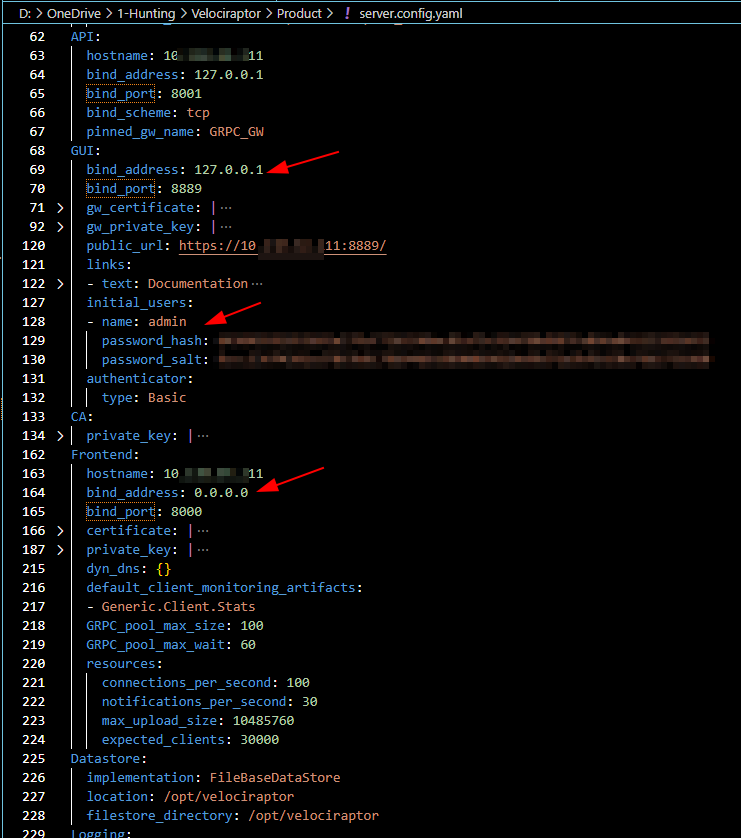 D: > OneDrive > 1-Hunting > Velociraptor > Product > ! server.config.yaml
62 API:
63 hostname: 10 11
64 bind_address: 127.0.0.1
65 bind_port: 8001
66 bind_scheme: tcp
67 pinned_gw_name: GRPC_GW
68 GUI:
69 bind_address: 127.0.0.1
70 bind_port: 8889
71 > gw_certificate: |···
92 > gw_private_key: |···
120 public_url: https://10 11:8889/
121 links:
122 > - text: Documentation···
127 initial_users:
128 - name: admin
129 password_hash:
130 password_salt:
131 authenticator:
132 type: Basic
133 CA:
134 > private_key: |···
162 Frontend:
163 hostname: 10 11
164 bind_address: 0.0.0.0
165 bind_port: 8000
166 > certificate: |···
187 > private_key: |···
215 dyn_dns: {}
216 default_client_monitoring_artifacts:
217 - Generic.Client.Stats
218 GRPC_pool_max_size: 100
219 GRPC_pool_max_wait: 60
220 resources:
221 connections_per_second: 100
222 notifications_per_second: 30
223 max_upload_size: 10485760
224 expected_clients: 30000
225 Datastore:
226 implementation: FileBaseDataStore
227 location: /opt/velociraptor
228 filestore_directory: /opt/velociraptor
229 Logging: